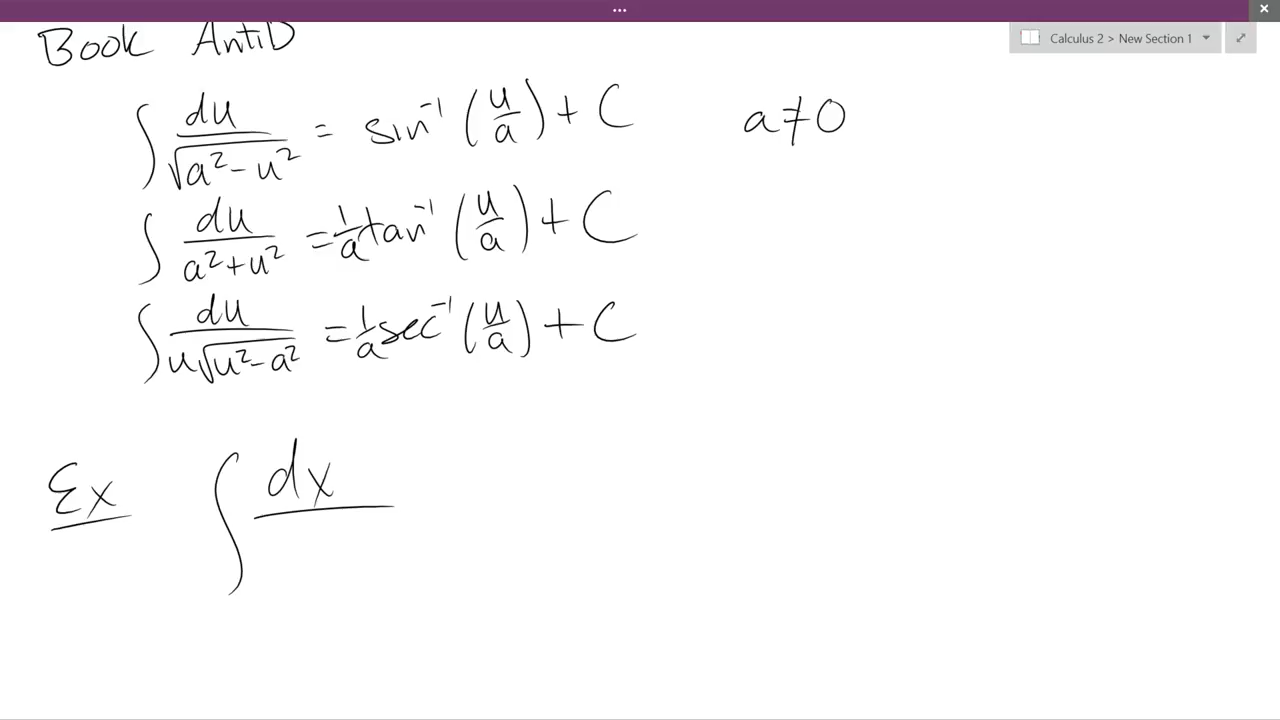 Calculus 2 > New Section 1
Book AntiD
∫ du / √(a² - u²) = sin⁻¹ (u/a) + C a ≠ 0
∫ du / (a² + u²) = 1/a tan⁻¹ (u/a) + C
∫ du / (u√(u² - a²)) = 1/a sec⁻¹ (u/a) + C
Ex ∫ dx